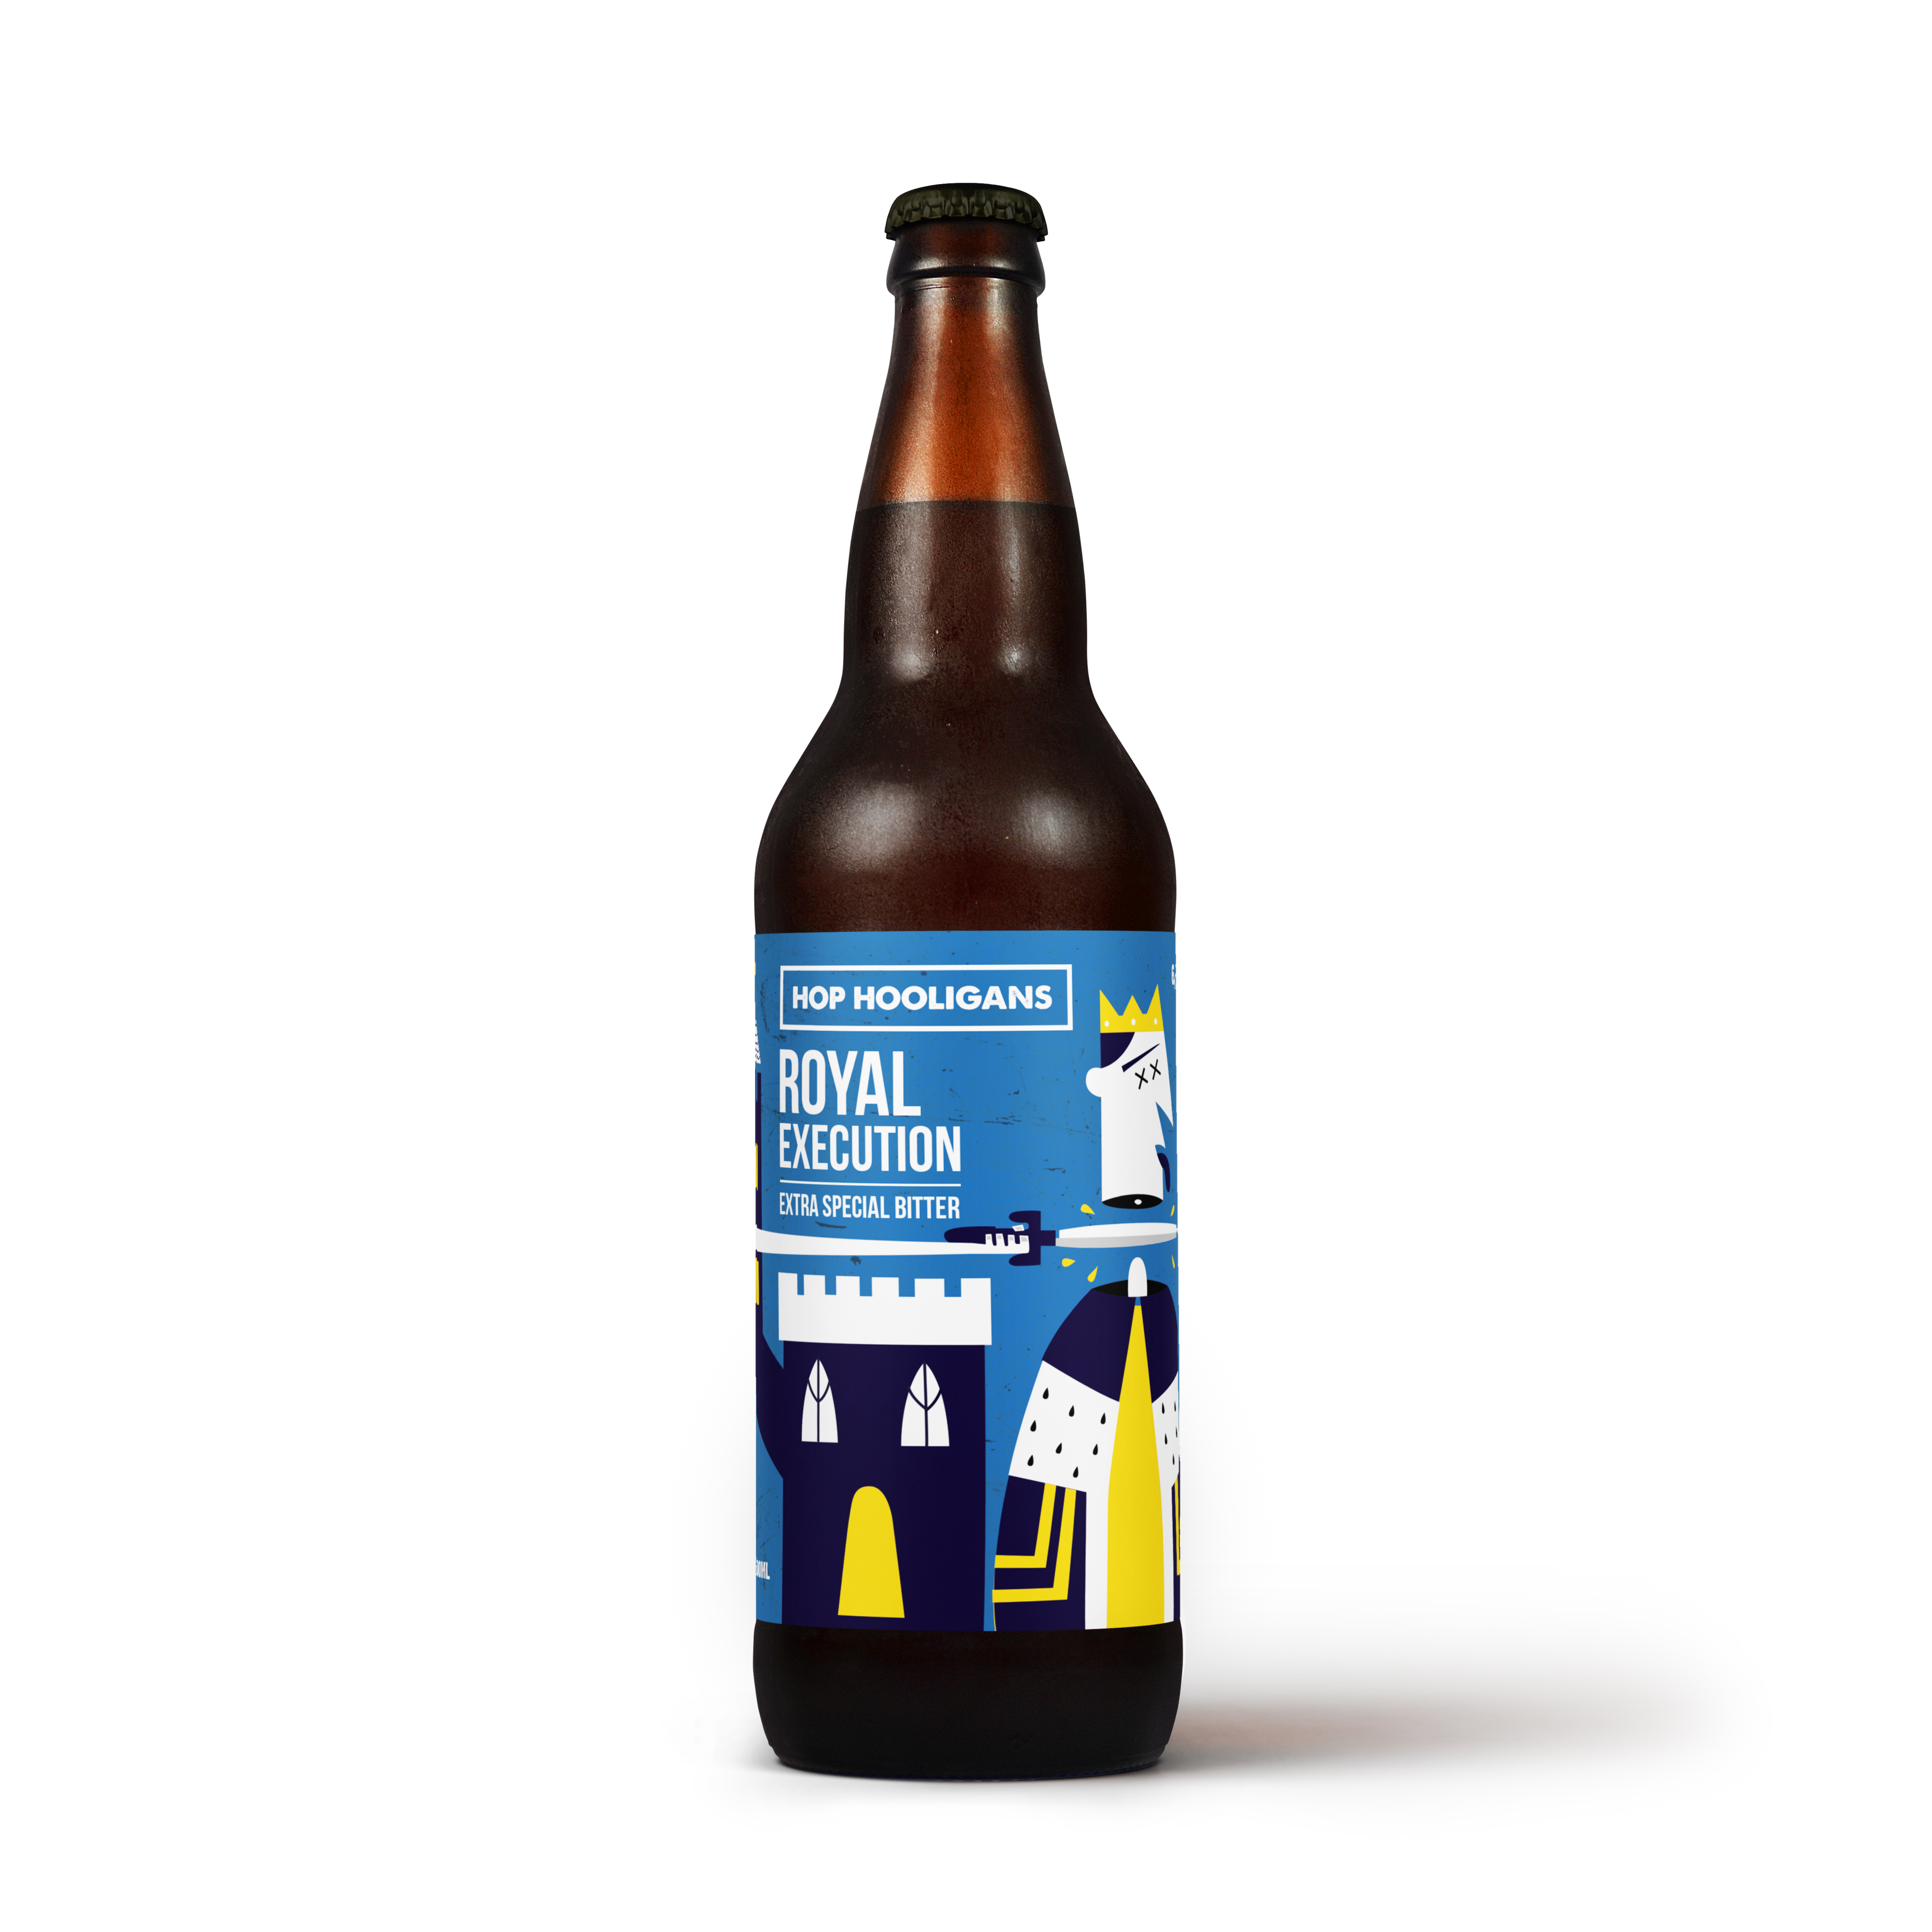 HOP HOOLIGANS
ROYAL
EXECUTION
EXTRA SPECIAL BITTER